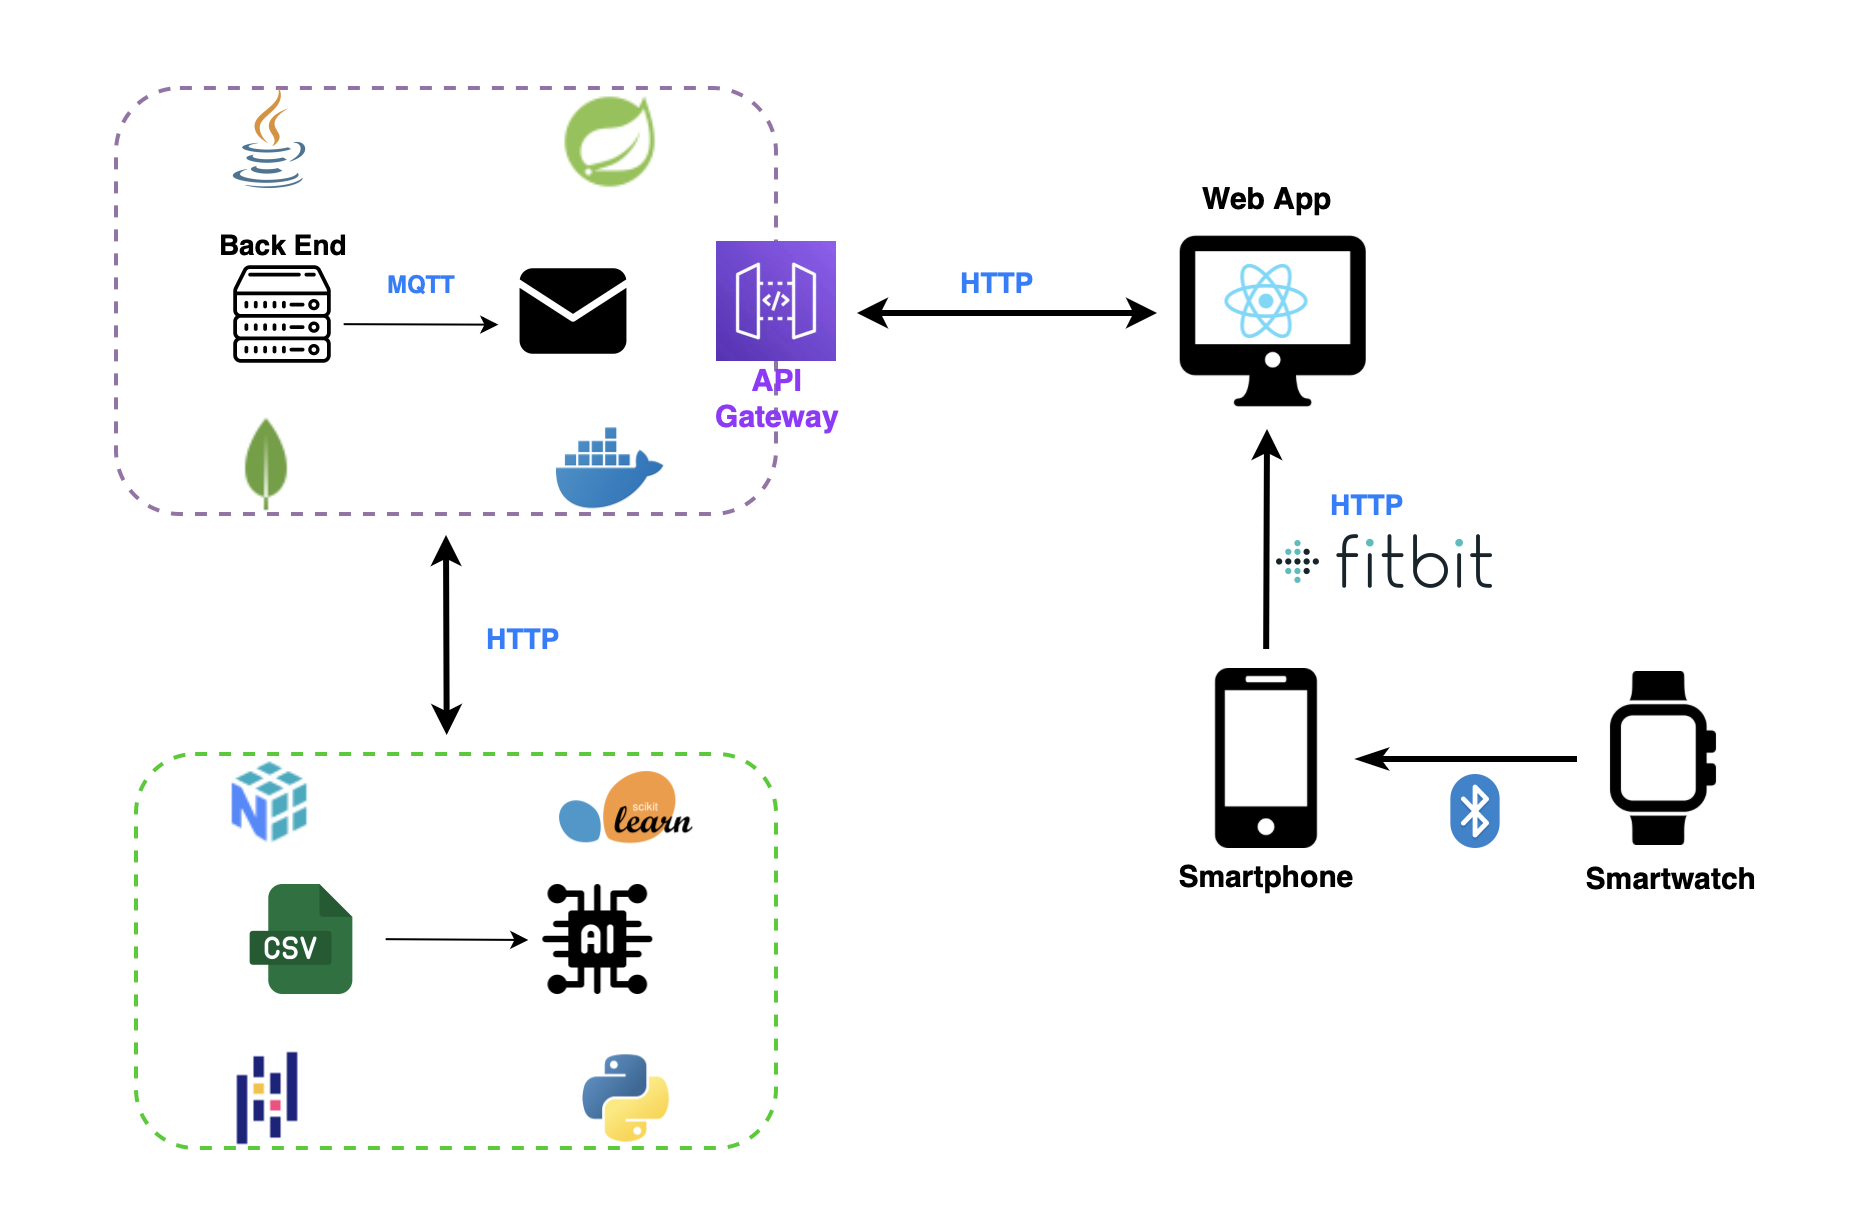 Web App
Back End
MQTT
HTTP
</>
API
Gateway
HTTP
fitbit
HTTP
scikit
learn
N
Smartphone
Smartwatch
CSV
AI